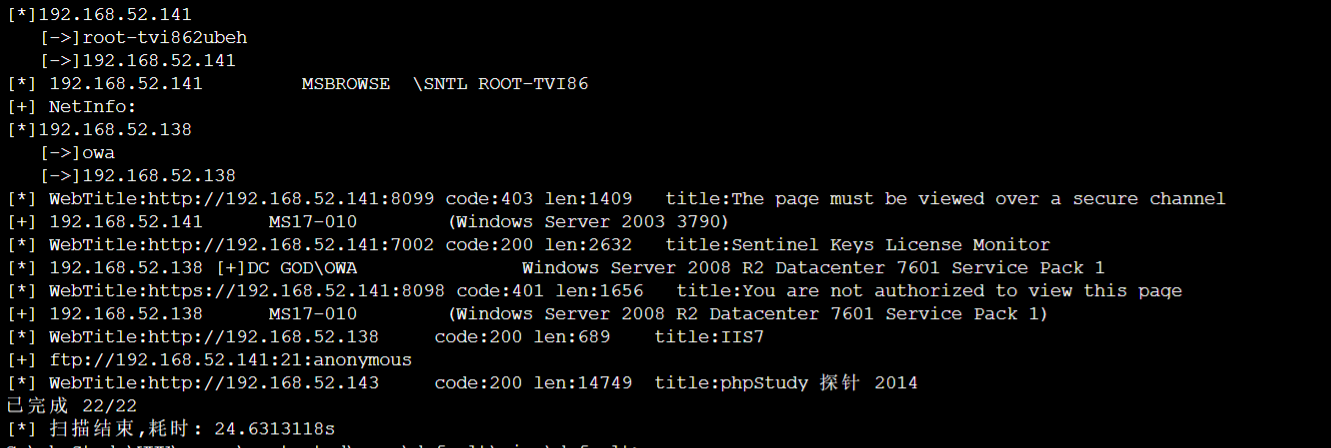 [*]192.168.52.141
[->]root-tvi862ubeh
[->]192.168.52.141
[*] 192.168.52.141 MSBROWSE \SNTL ROOT-TVI86
[+] NetInfo:
[*]192.168.52.138
[->]owa
[->]192.168.52.138
[*] WebTitle:http://192.168.52.141:8099 code:403 len:1409 title:The page must be viewed over a secure channel
[+] 192.168.52.141 MS17-010 (Windows Server 2003 3790)
[*] WebTitle:http://192.168.52.141:7002 code:200 len:2632 title:Sentinel Keys License Monitor
[*] 192.168.52.138 [+]DC GOD\OWA Windows Server 2008 R2 Datacenter 7601 Service Pack 1
[*] WebTitle:https://192.168.52.141:8098 code:401 len:1656 title:You are not authorized to view this page
[+] 192.168.52.138 MS17-010 (Windows Server 2008 R2 Datacenter 7601 Service Pack 1)
[*] WebTitle:http://192.168.52.138 code:200 len:689 title:IIS7
[+] ftp://192.168.52.141:21:anonymous
[*] WebTitle:http://192.168.52.143 code:200 len:14749 title:phpStudy 探针 2014
已完成 22/22
[*] 扫描结束,耗时: 24.6313118s